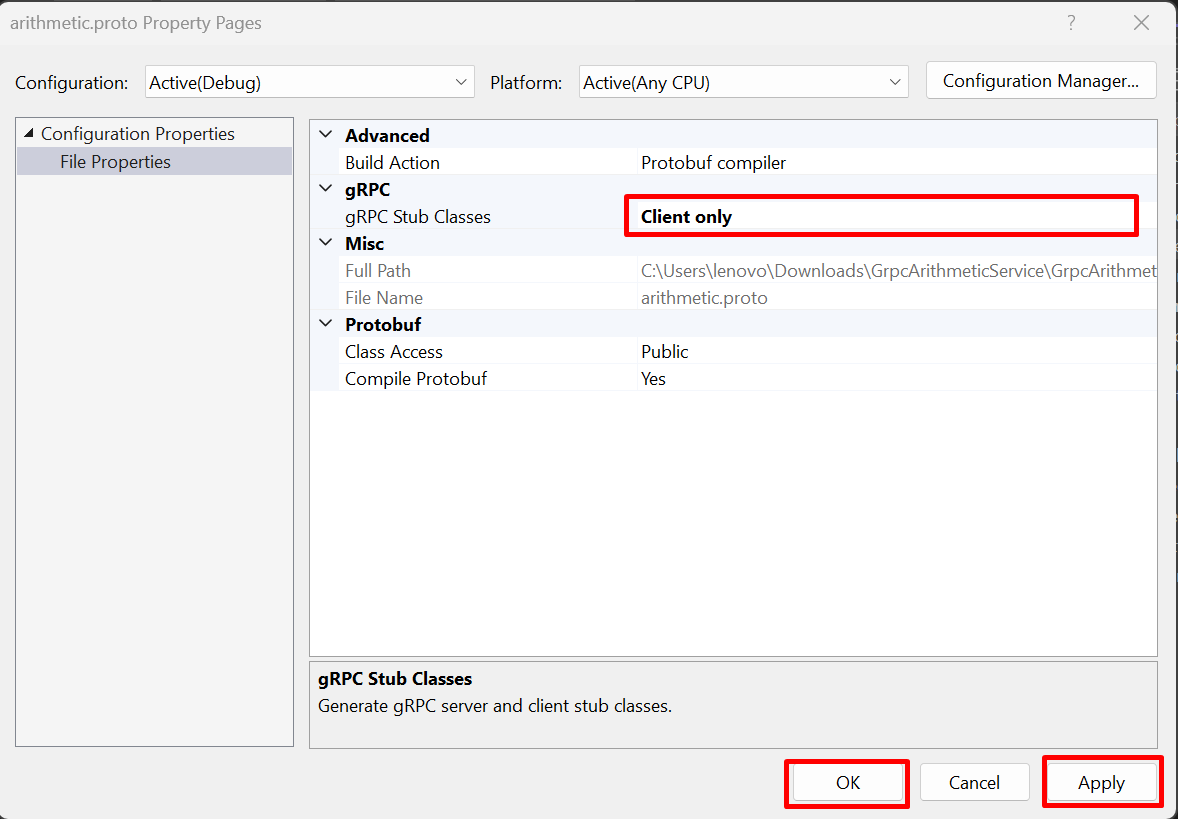 arithmetic.proto Property Pages ?
Configuration: Active(Debug) Platform: Active(Any CPU) Configuration Manager...
Configuration Properties
File Properties
Advanced
Build Action Protobuf compiler
gRPC
gRPC Stub Classes Client only
Misc
Full Path C:\Users\lenovo\Downloads\GrpcArithmeticService\GrpcArithmet
File Name arithmetic.proto
Protobuf
Class Access Public
Compile Protobuf Yes
gRPC Stub Classes
Generate gRPC server and client stub classes.
OK Cancel Apply